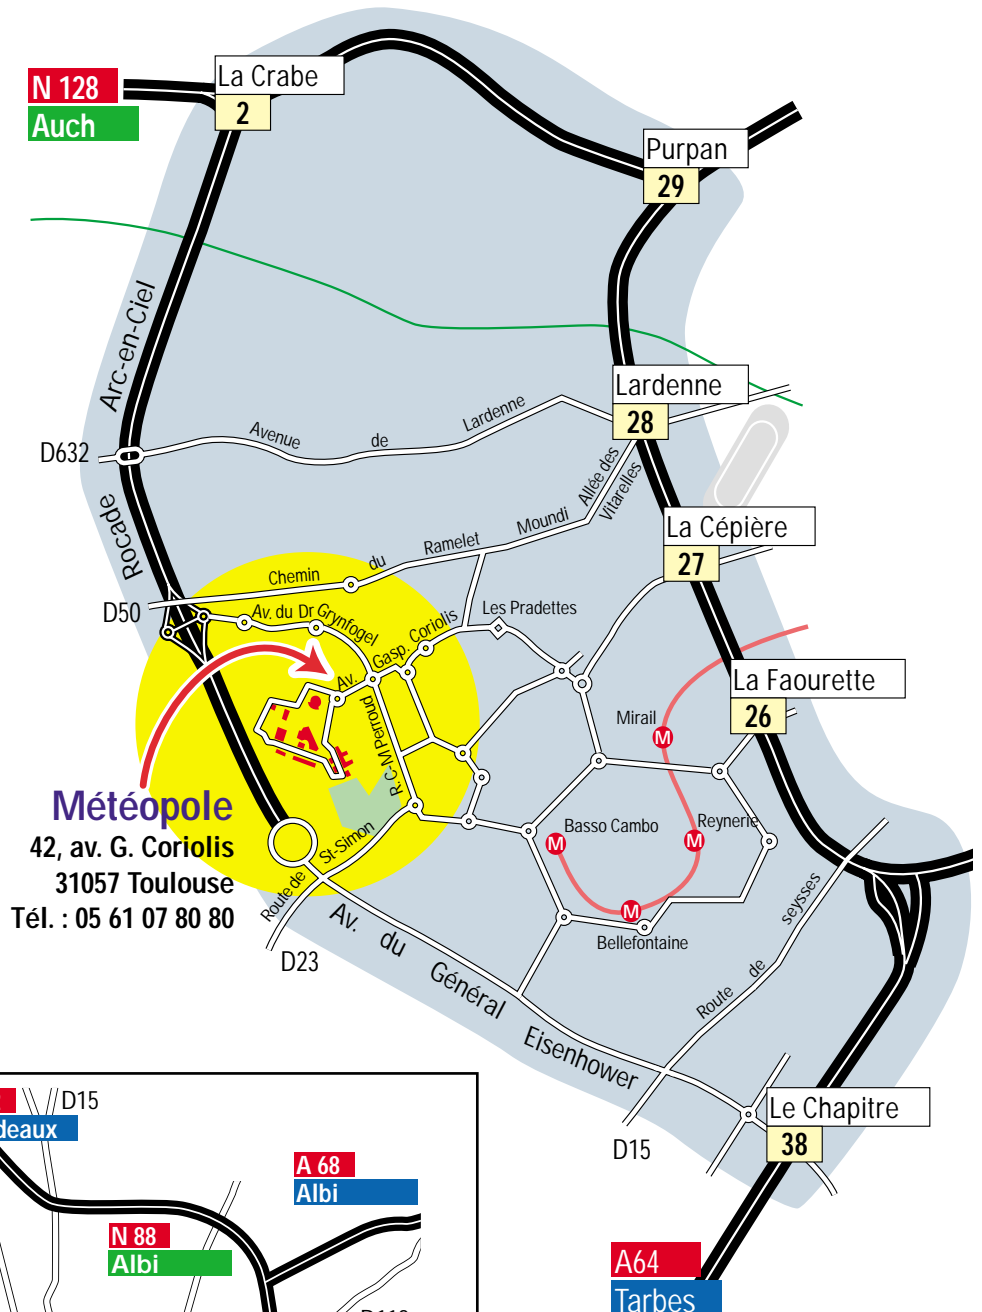 La Crabe
2
N 128
Auch
Purpan
29
Arc-en-Ciel
Rocade
Lardenne
28
D632
Avenue de Lardenne
Allée des
Vitarelles
La Cépière
27
Chemin du Ramelet Moundi
D50
Av. du Dr Grynfogel
Av. Gasp. Coriolis
Les Pradettes
La Faourette
26
Mirail
M
R. C-M Perroud
Météopole
42, av. G. Coriolis
31057 Toulouse
Tél. : 05 61 07 80 80
Basso Cambo
M
Reynerie
M
Route de St-Simon
M
Bellefontaine
D23
Av. du Général Eisenhower
Route de seysses
D15
Le Chapitre
38
A64
Tarbes
D15
deaux
A 68
Albi
N 88
Albi